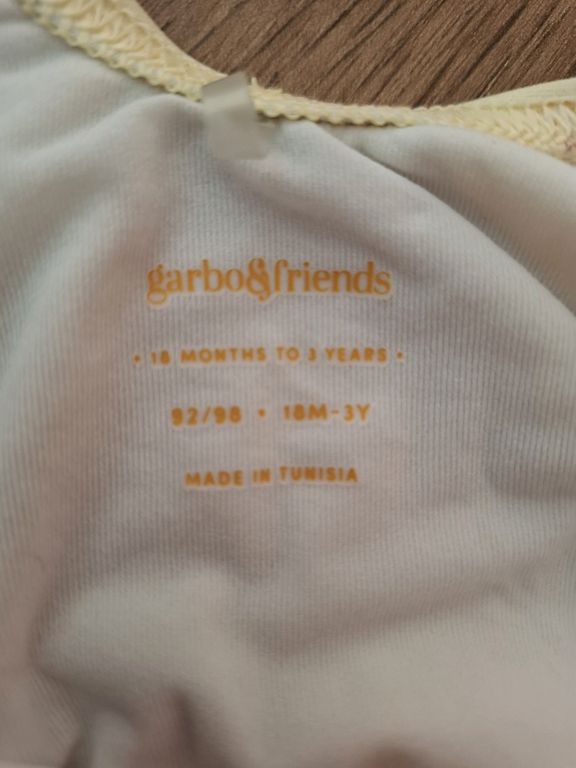 garbo&friends
• 18 MONTHS TO 3 YEARS •
92/98 • 18M-3Y
MADE IN TUNISIA